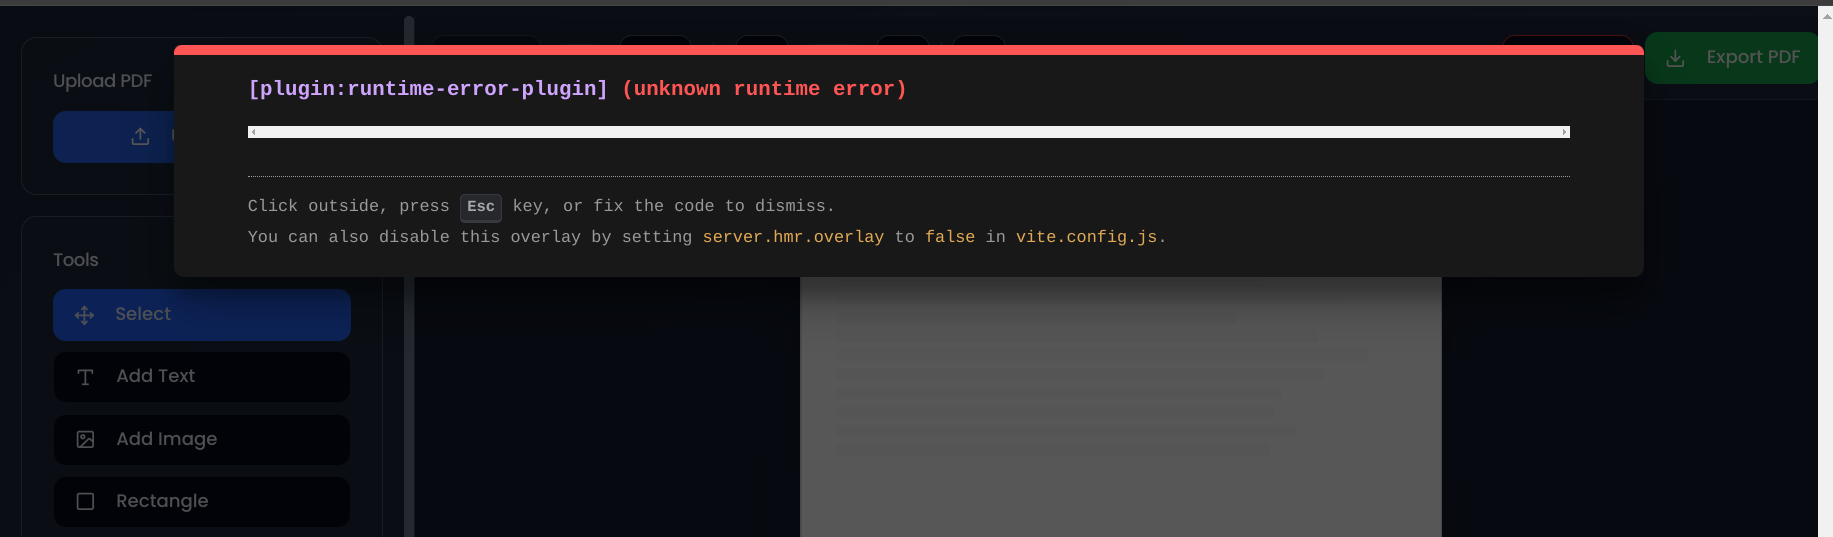 Upload PDF
Export PDF
[plugin:runtime-error-plugin] (unknown runtime error)
Click outside, press Esc key, or fix the code to dismiss.
You can also disable this overlay by setting server.hmr.overlay to false in vite.config.js.
Tools
Select
Add Text
Add Image
Rectangle